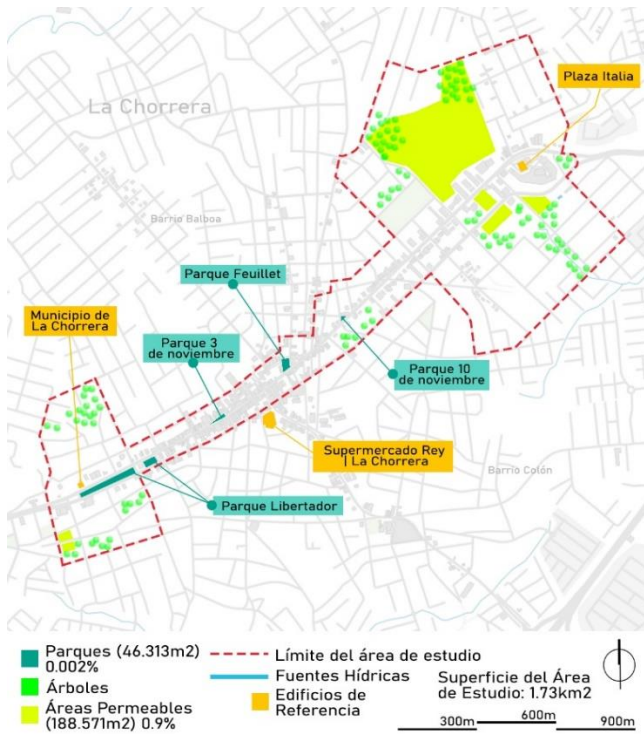 La Chorrera
Plaza Italia
Barrio Balboa
Parque Feuillet
Municipio de
La Chorrera
Parque 3
de noviembre
Parque 10
de noviembre
Supermercado Rey
| La Chorrera
Barrio Colón
Parque Libertador
Parques (46.313m2)
0.002%
Árboles
Áreas Permeables
(188.571m2) 0.9%
Límite del área de estudio
Fuentes Hídricas
Edificios de
Referencia
Superficie del Área
de Estudio: 1.73km2
300m 600m 900m